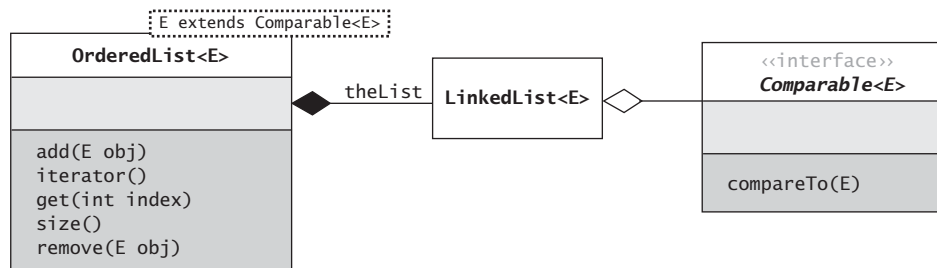 E extends Comparable<E>
OrderedList<E>
add(E obj)
iterator()
get(int index)
size()
remove(E obj)
theList
LinkedList<E>
‹‹interface››
Comparable<E>
compareTo(E)